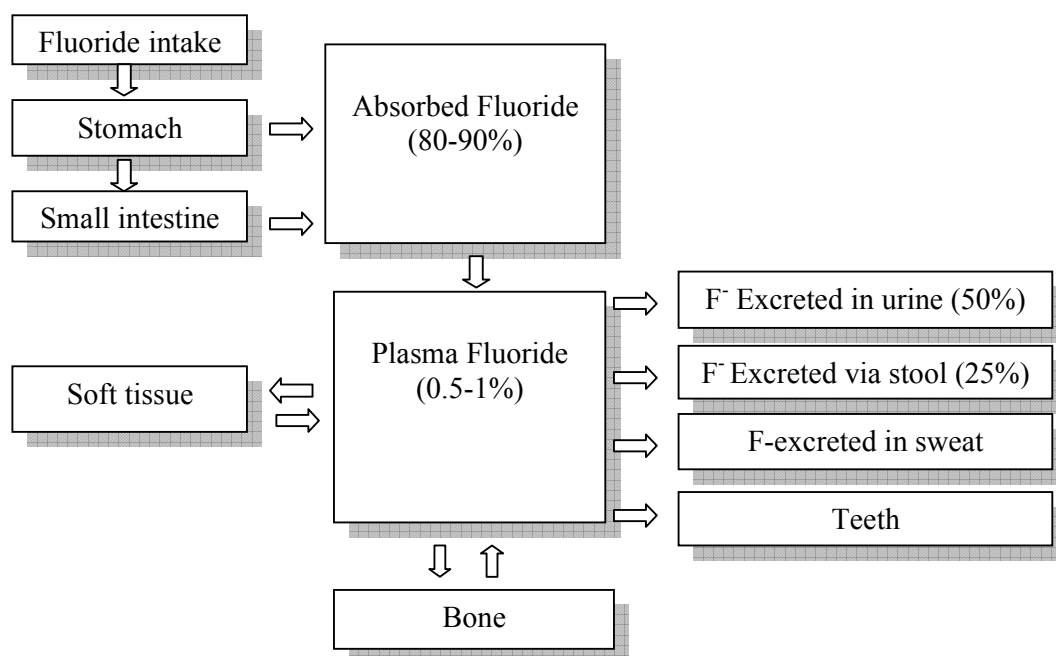 Fluoride intake
Stomach
Small intestine
Absorbed Fluoride
(80-90%)
Plasma Fluoride
(0.5-1%)
Soft tissue
F⁻ Excreted in urine (50%)
F⁻ Excreted via stool (25%)
F-excreted in sweat
Teeth
Bone